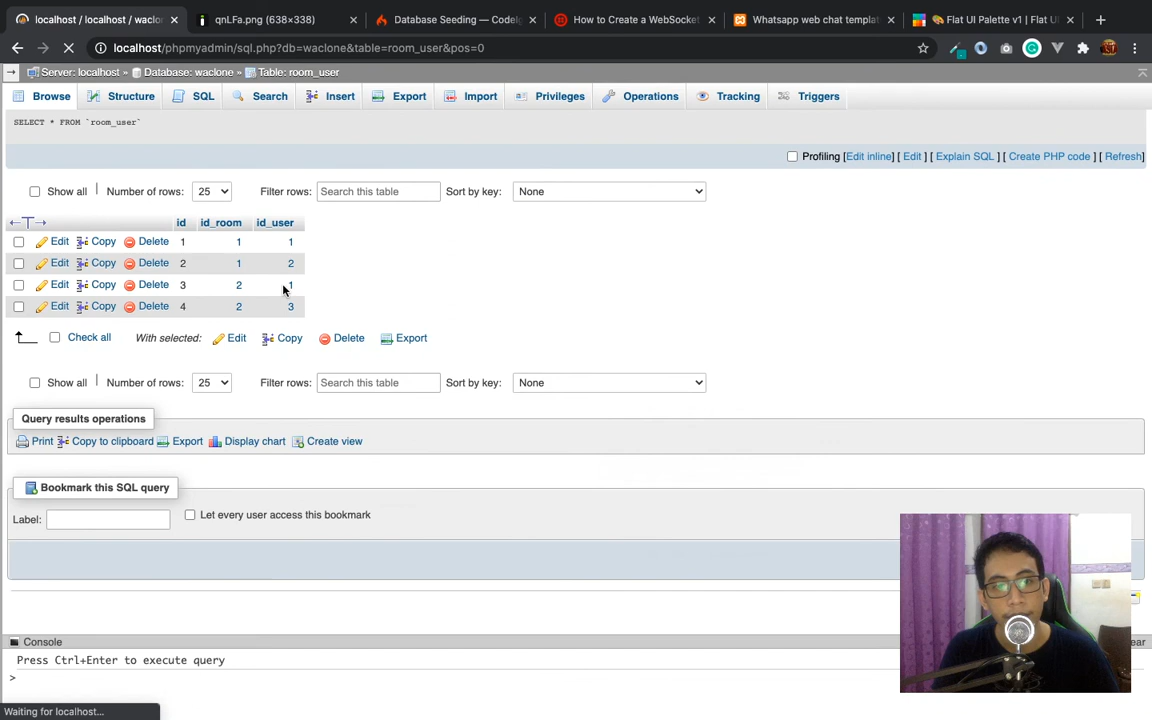 localhost / localhost / waclone
qnLFa.png (638×338)
Database Seeding — CodeIg
How to Create a WebSocket
Whatsapp web chat templat
Flat UI Palette v1 | Flat UI
localhost/phpmyadmin/sql.php?db=waclone&table=room_user&pos=0
Server: localhost » Database: waclone » Table: room_user
Browse Structure SQL Search Insert Export Import Privileges Operations Tracking Triggers
SELECT * FROM `room_user`
Profiling [Edit inline] [ Edit ] [ Explain SQL ] [ Create PHP code ] [ Refresh]
Show all Number of rows: 25 Filter rows: Search this table Sort by key: None
id id_room id_user
Edit Copy Delete 1 1 1
Edit Copy Delete 2 1 2
Edit Copy Delete 3 2 1
Edit Copy Delete 4 2 3
Check all With selected: Edit Copy Delete Export
Show all Number of rows: 25 Filter rows: Search this table Sort by key: None
Query results operations
Print Copy to clipboard Export Display chart Create view
Bookmark this SQL query
Label: Let every user access this bookmark
Console
Press Ctrl+Enter to execute query
>
Waiting for localhost...